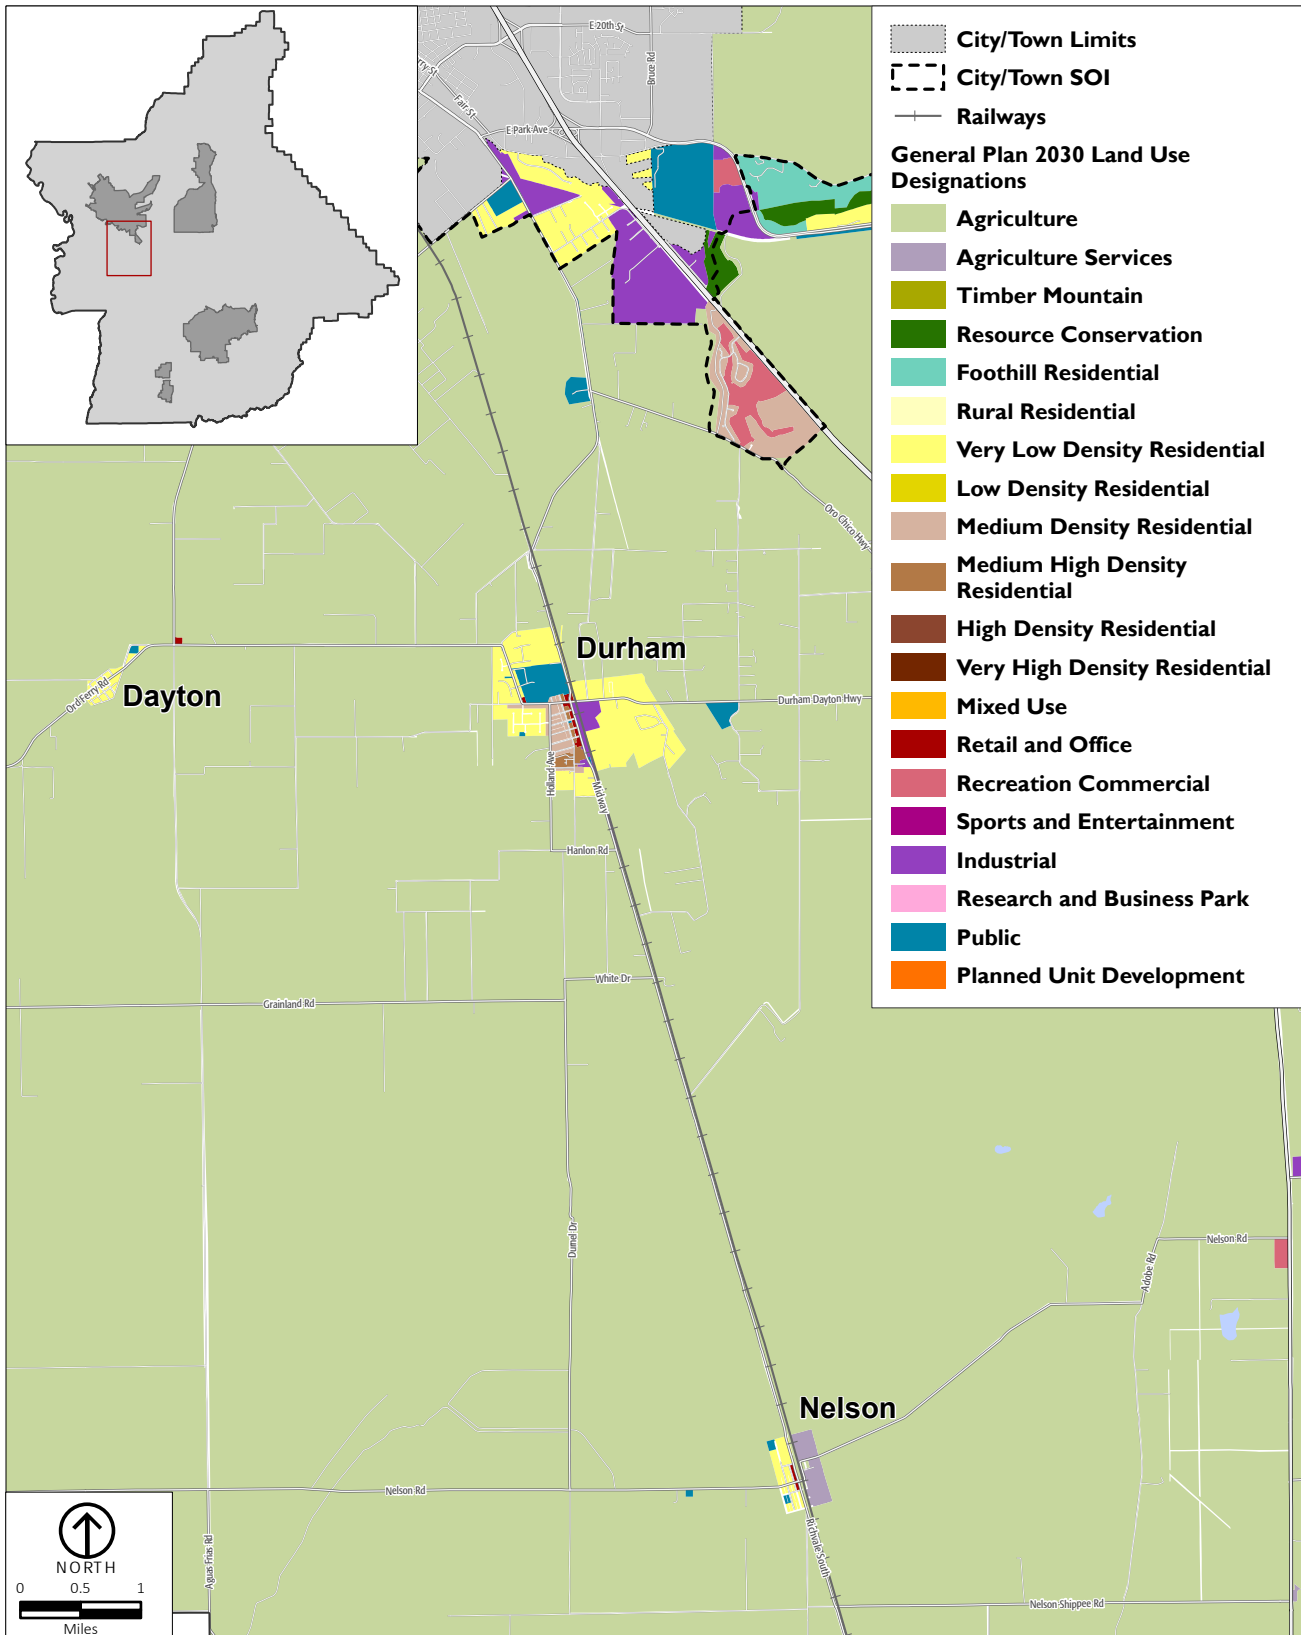 E 20th St
Bruce Rd
rry St
Fair St
E Park Ave
Oro Chico Hwy
Durham
Dayton
Ord Ferry Rd
Durham Dayton Hwy
Holland Ave
Midway
Hanlon Rd
White Dr
Grainland Rd
Durnel Dr
Nelson Rd
Adobe Rd
Nelson
Nelson Rd
Richvale South
Aguas Frias Rd
Nelson Shippee Rd
City/Town Limits
City/Town SOI
Railways
General Plan 2030 Land Use
Designations
Agriculture
Agriculture Services
Timber Mountain
Resource Conservation
Foothill Residential
Rural Residential
Very Low Density Residential
Low Density Residential
Medium Density Residential
Medium High Density
Residential
High Density Residential
Very High Density Residential
Mixed Use
Retail and Office
Recreation Commercial
Sports and Entertainment
Industrial
Research and Business Park
Public
Planned Unit Development
NORTH
0 0.5 1
Miles